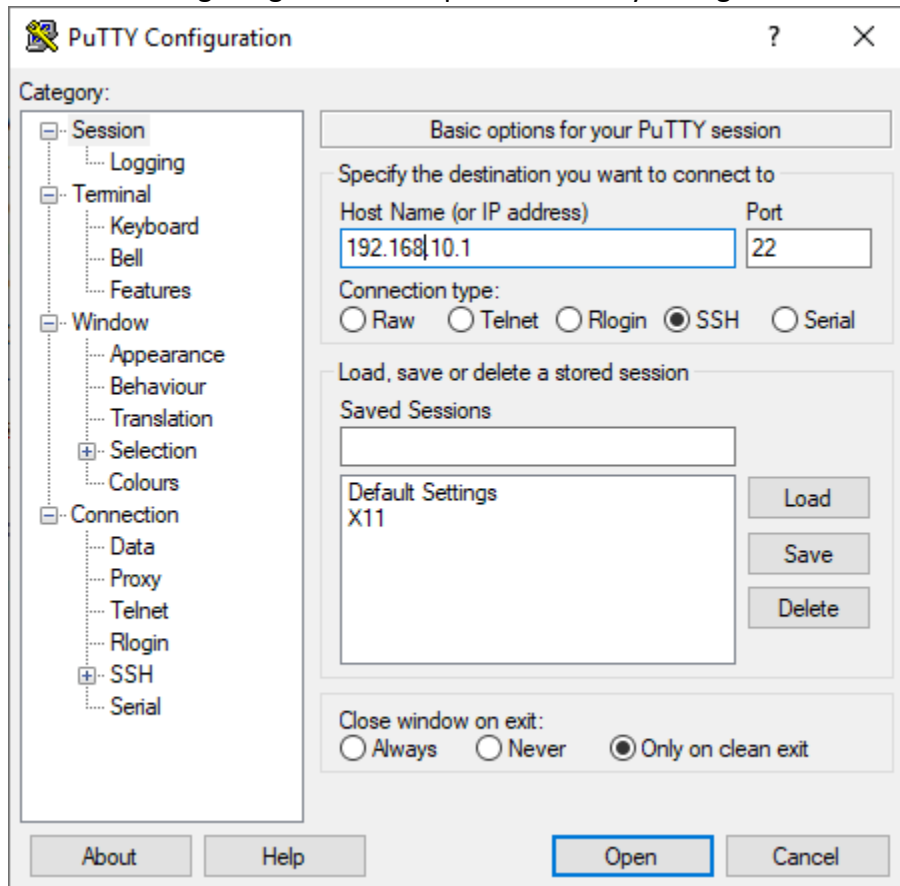 PuTTY Configuration ? ×
Category:
Session
Logging
Terminal
Keyboard
Bell
Features
Window
Appearance
Behaviour
Translation
Selection
Colours
Connection
Data
Proxy
Telnet
Rlogin
SSH
Serial
Basic options for your PuTTY session
Specify the destination you want to connect to
Host Name (or IP address) Port
192.168.10.1 22
Connection type:
Raw Telnet Rlogin SSH Serial
Load, save or delete a stored session
Saved Sessions
Default Settings
X11
Load
Save
Delete
Close window on exit:
Always Never Only on clean exit
About Help Open Cancel